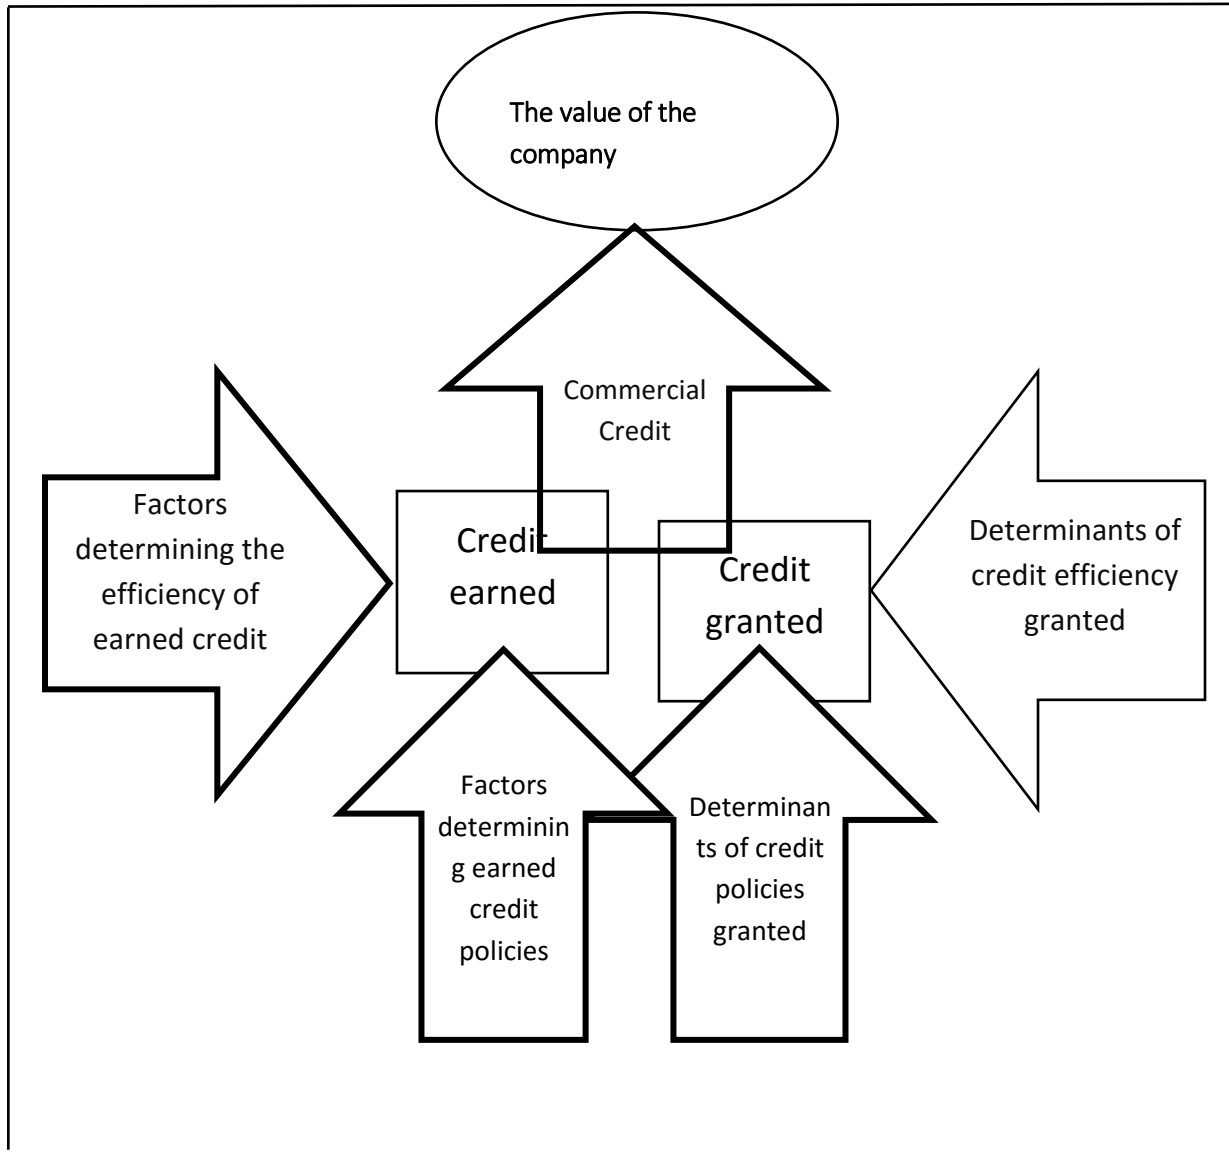 The value of the
company
Commercial
Credit
Factors
determining the
efficiency of
earned credit
Credit
earned
Credit
granted
Determinants of
credit efficiency
granted
Factors
determinin
g earned
credit
policies
Determinan
ts of credit
policies
granted